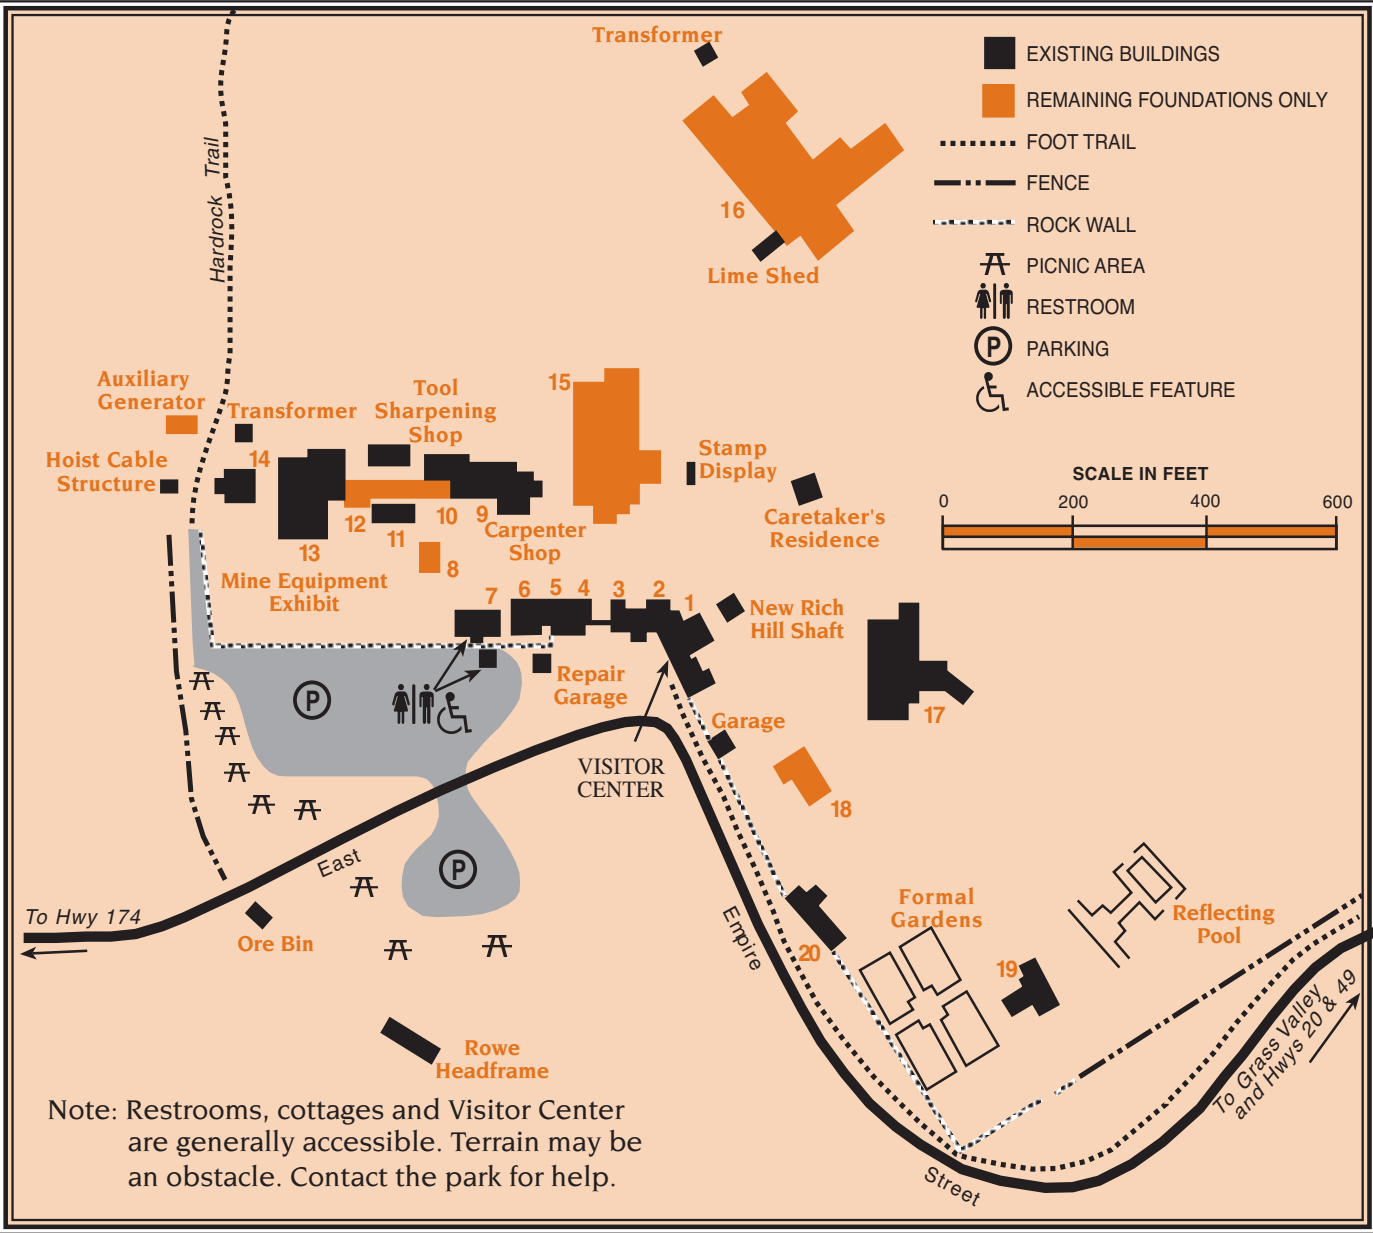 Transformer
EXISTING BUILDINGS
REMAINING FOUNDATIONS ONLY
FOOT TRAIL
FENCE
ROCK WALL
PICNIC AREA
RESTROOM
P
PARKING
ACCESSIBLE FEATURE
Hardrock Trail
16
Lime Shed
SCALE IN FEET
0 200 400 600
Auxiliary
Generator
Transformer
Tool
Sharpening
Shop
15
Hoist Cable
Structure
14
Stamp
Display
Caretaker's
Residence
12
11
10
9
Carpenter
Shop
13
8
Mine Equipment
Exhibit
7
6
5
4
3
2
1
New Rich
Hill Shaft
Repair
Garage
P
17
Garage
VISITOR
CENTER
18
P
East
To Hwy 174
Ore Bin
Empire
20
Formal
Gardens
19
Reflecting
Pool
Rowe
Headframe
To Grass Valley
and Hwys 20 & 49
Street
Note: Restrooms, cottages and Visitor Center
are generally accessible. Terrain may be
an obstacle. Contact the park for help.